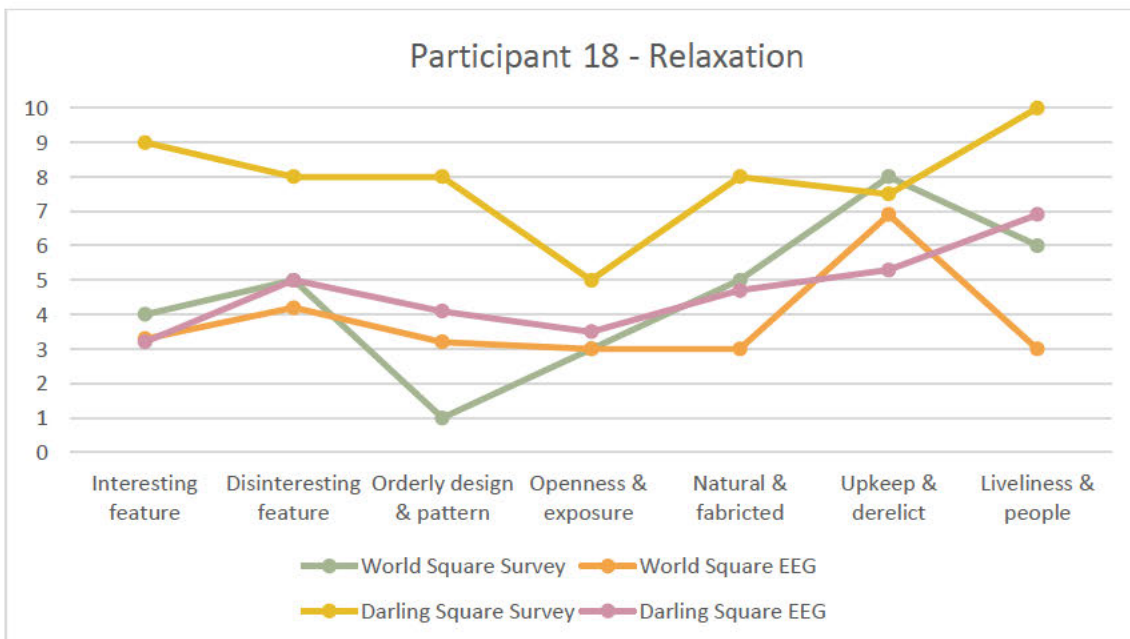 Participant 18 - Relaxation
10
9
8
7
6
5
4
3
2
1
0
Interesting feature
Disinteresting feature
Orderly design & pattern
Openness & exposure
Natural & fabricted
Upkeep & derelict
Liveliness & people
World Square Survey
World Square EEG
Darling Square Survey
Darling Square EEG